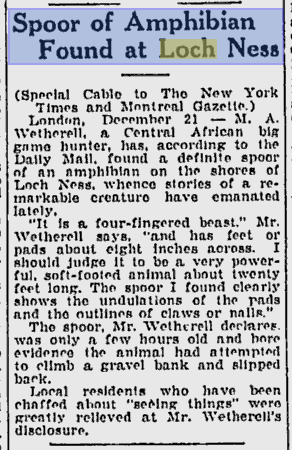 Spoor of Amphibian
Found at Loch Ness
(Special Cable to The New York
Times and Montreal Gazette.)
London, December 21 — M. A.
Wetherell, a Central African big
game hunter, has, according to the
Daily Mail, found a definite spoor
of an amphibian on the shores of
Loch Ness, whence stories of a re-
markable creature have emanated
lately.
"It is a four-fingered beast," Mr.
Wetherell says, "and has feet or
pads about eight inches across. I
should judge it to be a very power-
ful, soft-footed animal about twenty
feet long. The spoor I found clearly
shows the undulations of the pads
and the outlines of claws or nails."
The spoor, Mr. Wetherell declares,
was only a few hours old and bore
evidence the animal had attempted
to climb a gravel bank and slipped
back.
Local residents who have been
chaffed about "seeing things" were
greatly relieved at Mr. Wetherell's
disclosure.